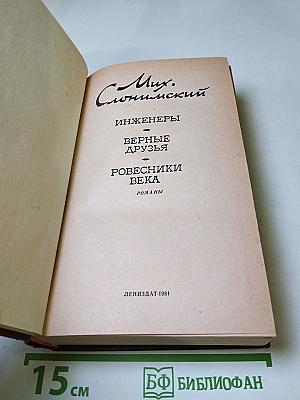 Мих.
Слонимский
ИНЖЕНЕРЫ
ВЕРНЫЕ
ДРУЗЬЯ
РОВЕСНИКИ
ВЕКА
РОМАНЫ
ЛЕНИЗДАТ·1981
15 см
БФ БИБЛИОФАН